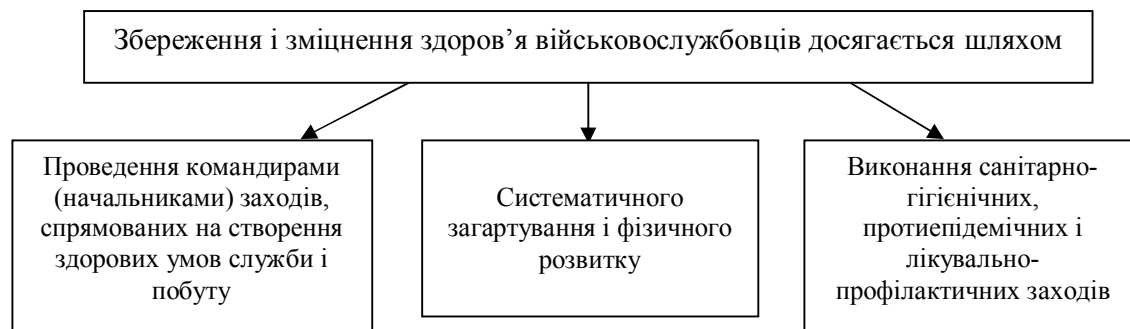 Збереження і зміцнення здоров’я військовослужбовців досягається шляхом
Проведення командирами
(начальниками) заходів,
спрямованих на створення
здорових умов служби і
побуту
Систематичного
загартування і фізичного
розвитку
Виконання санітарно-
гігієнічних,
протиепідемічних і
лікувально-
профілактичних заходів